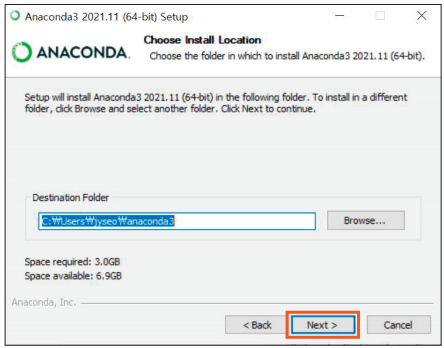 Anaconda3 2021.11 (64-bit) Setup
ANACONDA.
Choose Install Location
Choose the folder in which to install Anaconda3 2021.11 (64-bit).
Setup will install Anaconda3 2021.11 (64-bit) in the following folder. To install in a different
folder, click Browse and select another folder. Click Next to continue.
Destination Folder
C:₩Users₩jyseo₩anaconda3
Browse...
Space required: 3.0GB
Space available: 6.9GB
Anaconda, Inc.
< Back
Next >
Cancel